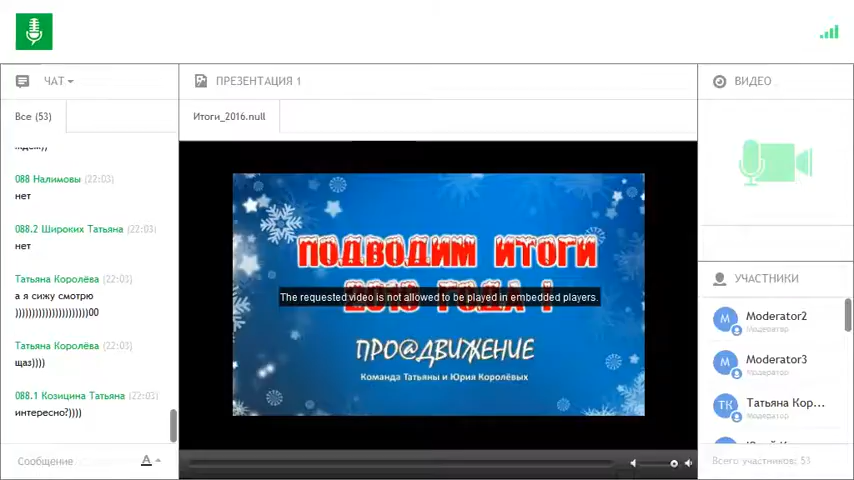 ЧАТ
ПРЕЗЕНТАЦИЯ 1
ВИДЕО
Все (53)
Итоги_2016.null
088 Налимовы (22:03)
нет
088.2 Широких Татьяна (22:03)
нет
Татьяна Королёва (22:03)
а я сижу смотрю
))))))))))))))))))))))00
Татьяна Королёва (22:03)
щаз))))
088.1 Козицина Татьяна (22:03)
интересно?))))
Сообщение
A
ПОДВОДИМ ИТОГИ
2016 ГОДА !
The requested video is not allowed to be played in embedded players.
ПРО@ДВИЖЕНИЕ
Команда Татьяны и Юрия Королёвых
УЧАСТНИКИ
M Moderator2
Модератор
M Moderator3
Модератор
ТК Татьяна Кор...
Модератор
Всего участников: 53